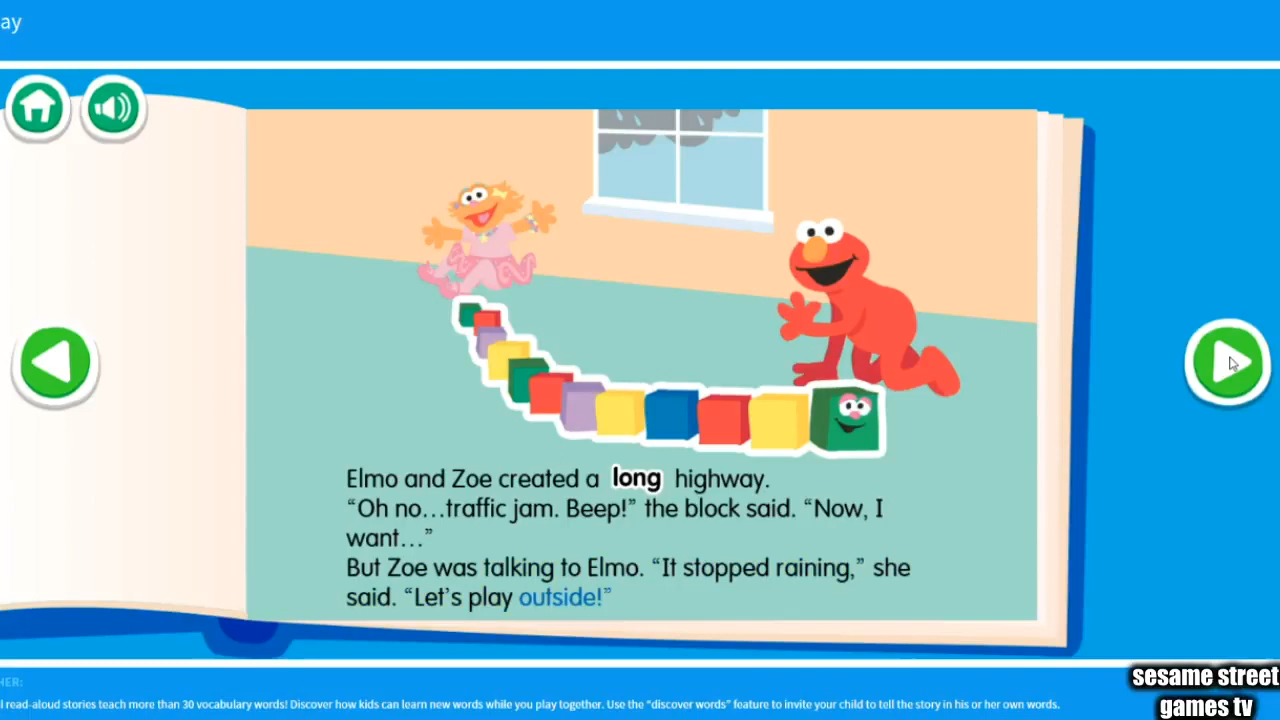 ay
Elmo and Zoe created a long highway.
“Oh no...traffic jam. Beep!” the block said. “Now, I
want...”
But Zoe was talking to Elmo. “It stopped raining,” she
said. “Let’s play outside!”
HER:
l read-aloud stories teach more than 30 vocabulary words! Discover how kids can learn new words while you play together. Use the “discover words” feature to invite your child to tell the story in his or her own words.
sesame street
games tv